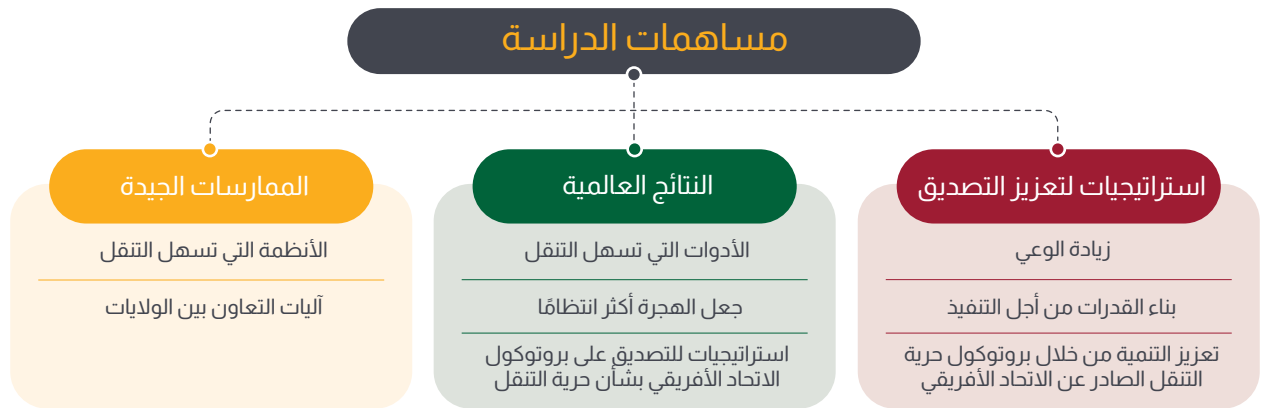 مساهمات الدراسة
استراتيجيات لتعزيز التصديق
زيادة الوعي
بناء القدرات من أجل التنفيذ
تعزيز التنمية من خلال بروتوكول حرية
التنقل الصادر عن الاتحاد الأفريقي
النتائج العالمية
الأدوات التي تسهل التنقل
جعل الهجرة أكثر انتظامًا
استراتيجيات للتصديق على بروتوكول
الاتحاد الأفريقي بشأن حرية التنقل
الممارسات الجيدة
الأنظمة التي تسهل التنقل
آليات التعاون بين الولايات